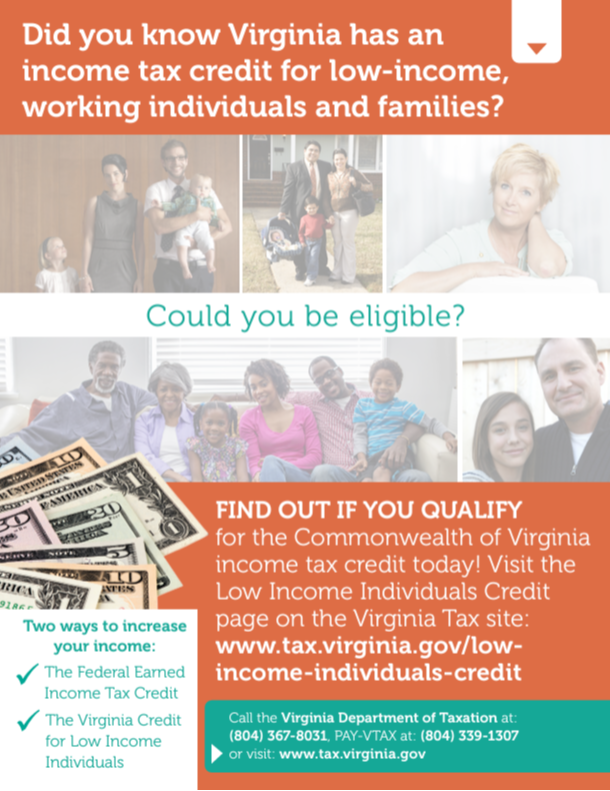 Did you know Virginia has an
income tax credit for low-income,
working individuals and families?
Could you be eligible?
FIND OUT IF YOU QUALIFY
for the Commonwealth of Virginia
income tax credit today! Visit the
Low Income Individuals Credit
page on the Virginia Tax site:
www.tax.virginia.gov/low-
income-individuals-credit
Two ways to increase
your income:
The Federal Earned
Income Tax Credit
The Virginia Credit
for Low Income
Individuals
Call the Virginia Department of Taxation at:
(804) 367-8031, PAY-VTAX at: (804) 339-1307
or visit: www.tax.virginia.gov